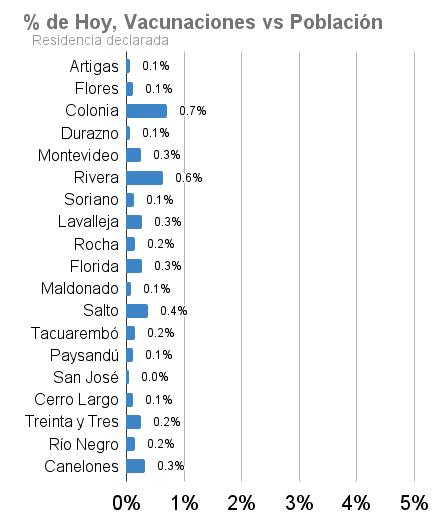 % de Hoy, Vacunaciones vs Población
Residencia declarada
Artigas 0.1%
Flores 0.1%
Colonia 0.7%
Durazno 0.1%
Montevideo 0.3%
Rivera 0.6%
Soriano 0.1%
Lavalleja 0.3%
Rocha 0.2%
Florida 0.3%
Maldonado 0.1%
Salto 0.4%
Tacuarembó 0.2%
Paysandú 0.1%
San José 0.0%
Cerro Largo 0.1%
Treinta y Tres 0.2%
Río Negro 0.2%
Canelones 0.3%
0% 1% 2% 3% 4% 5%